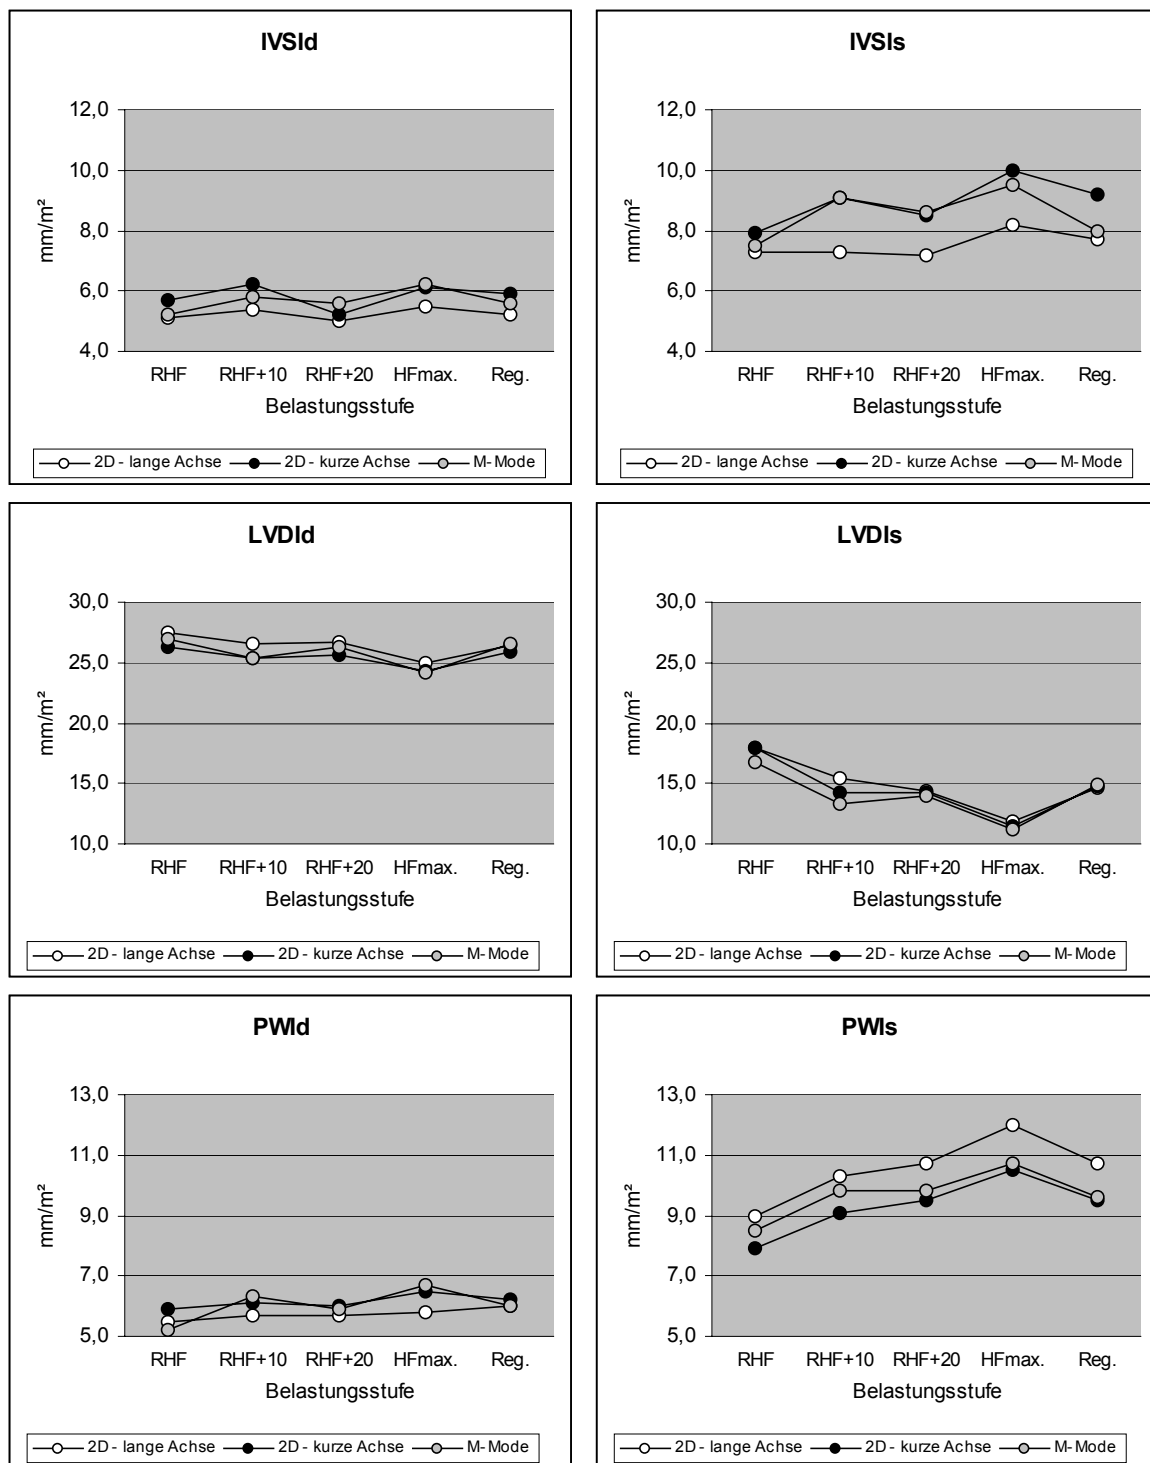 IVSId
12,0
10,0
8,0
6,0
4,0
mm/m²
RHF RHF+10 RHF+20 HFmax. Reg.
Belastungsstufe
2D - lange Achse 2D - kurze Achse M-Mode
IVSIs
12,0
10,0
8,0
6,0
4,0
mm/m²
RHF RHF+10 RHF+20 HFmax. Reg.
Belastungsstufe
2D - lange Achse 2D - kurze Achse M-Mode
LVDId
30,0
25,0
20,0
15,0
10,0
mm/m²
RHF RHF+10 RHF+20 HFmax. Reg.
Belastungsstufe
2D - lange Achse 2D - kurze Achse M-Mode
LVDIs
30,0
25,0
20,0
15,0
10,0
mm/m²
RHF RHF+10 RHF+20 HFmax. Reg.
Belastungsstufe
2D - lange Achse 2D - kurze Achse M-Mode
PWId
13,0
11,0
9,0
7,0
5,0
mm/m²
RHF RHF+10 RHF+20 HFmax. Reg.
Belastungsstufe
2D - lange Achse 2D - kurze Achse M-Mode
PWIs
13,0
11,0
9,0
7,0
5,0
mm/m²
RHF RHF+10 RHF+20 HFmax. Reg.
Belastungsstufe
2D - lange Achse 2D - kurze Achse M-Mode